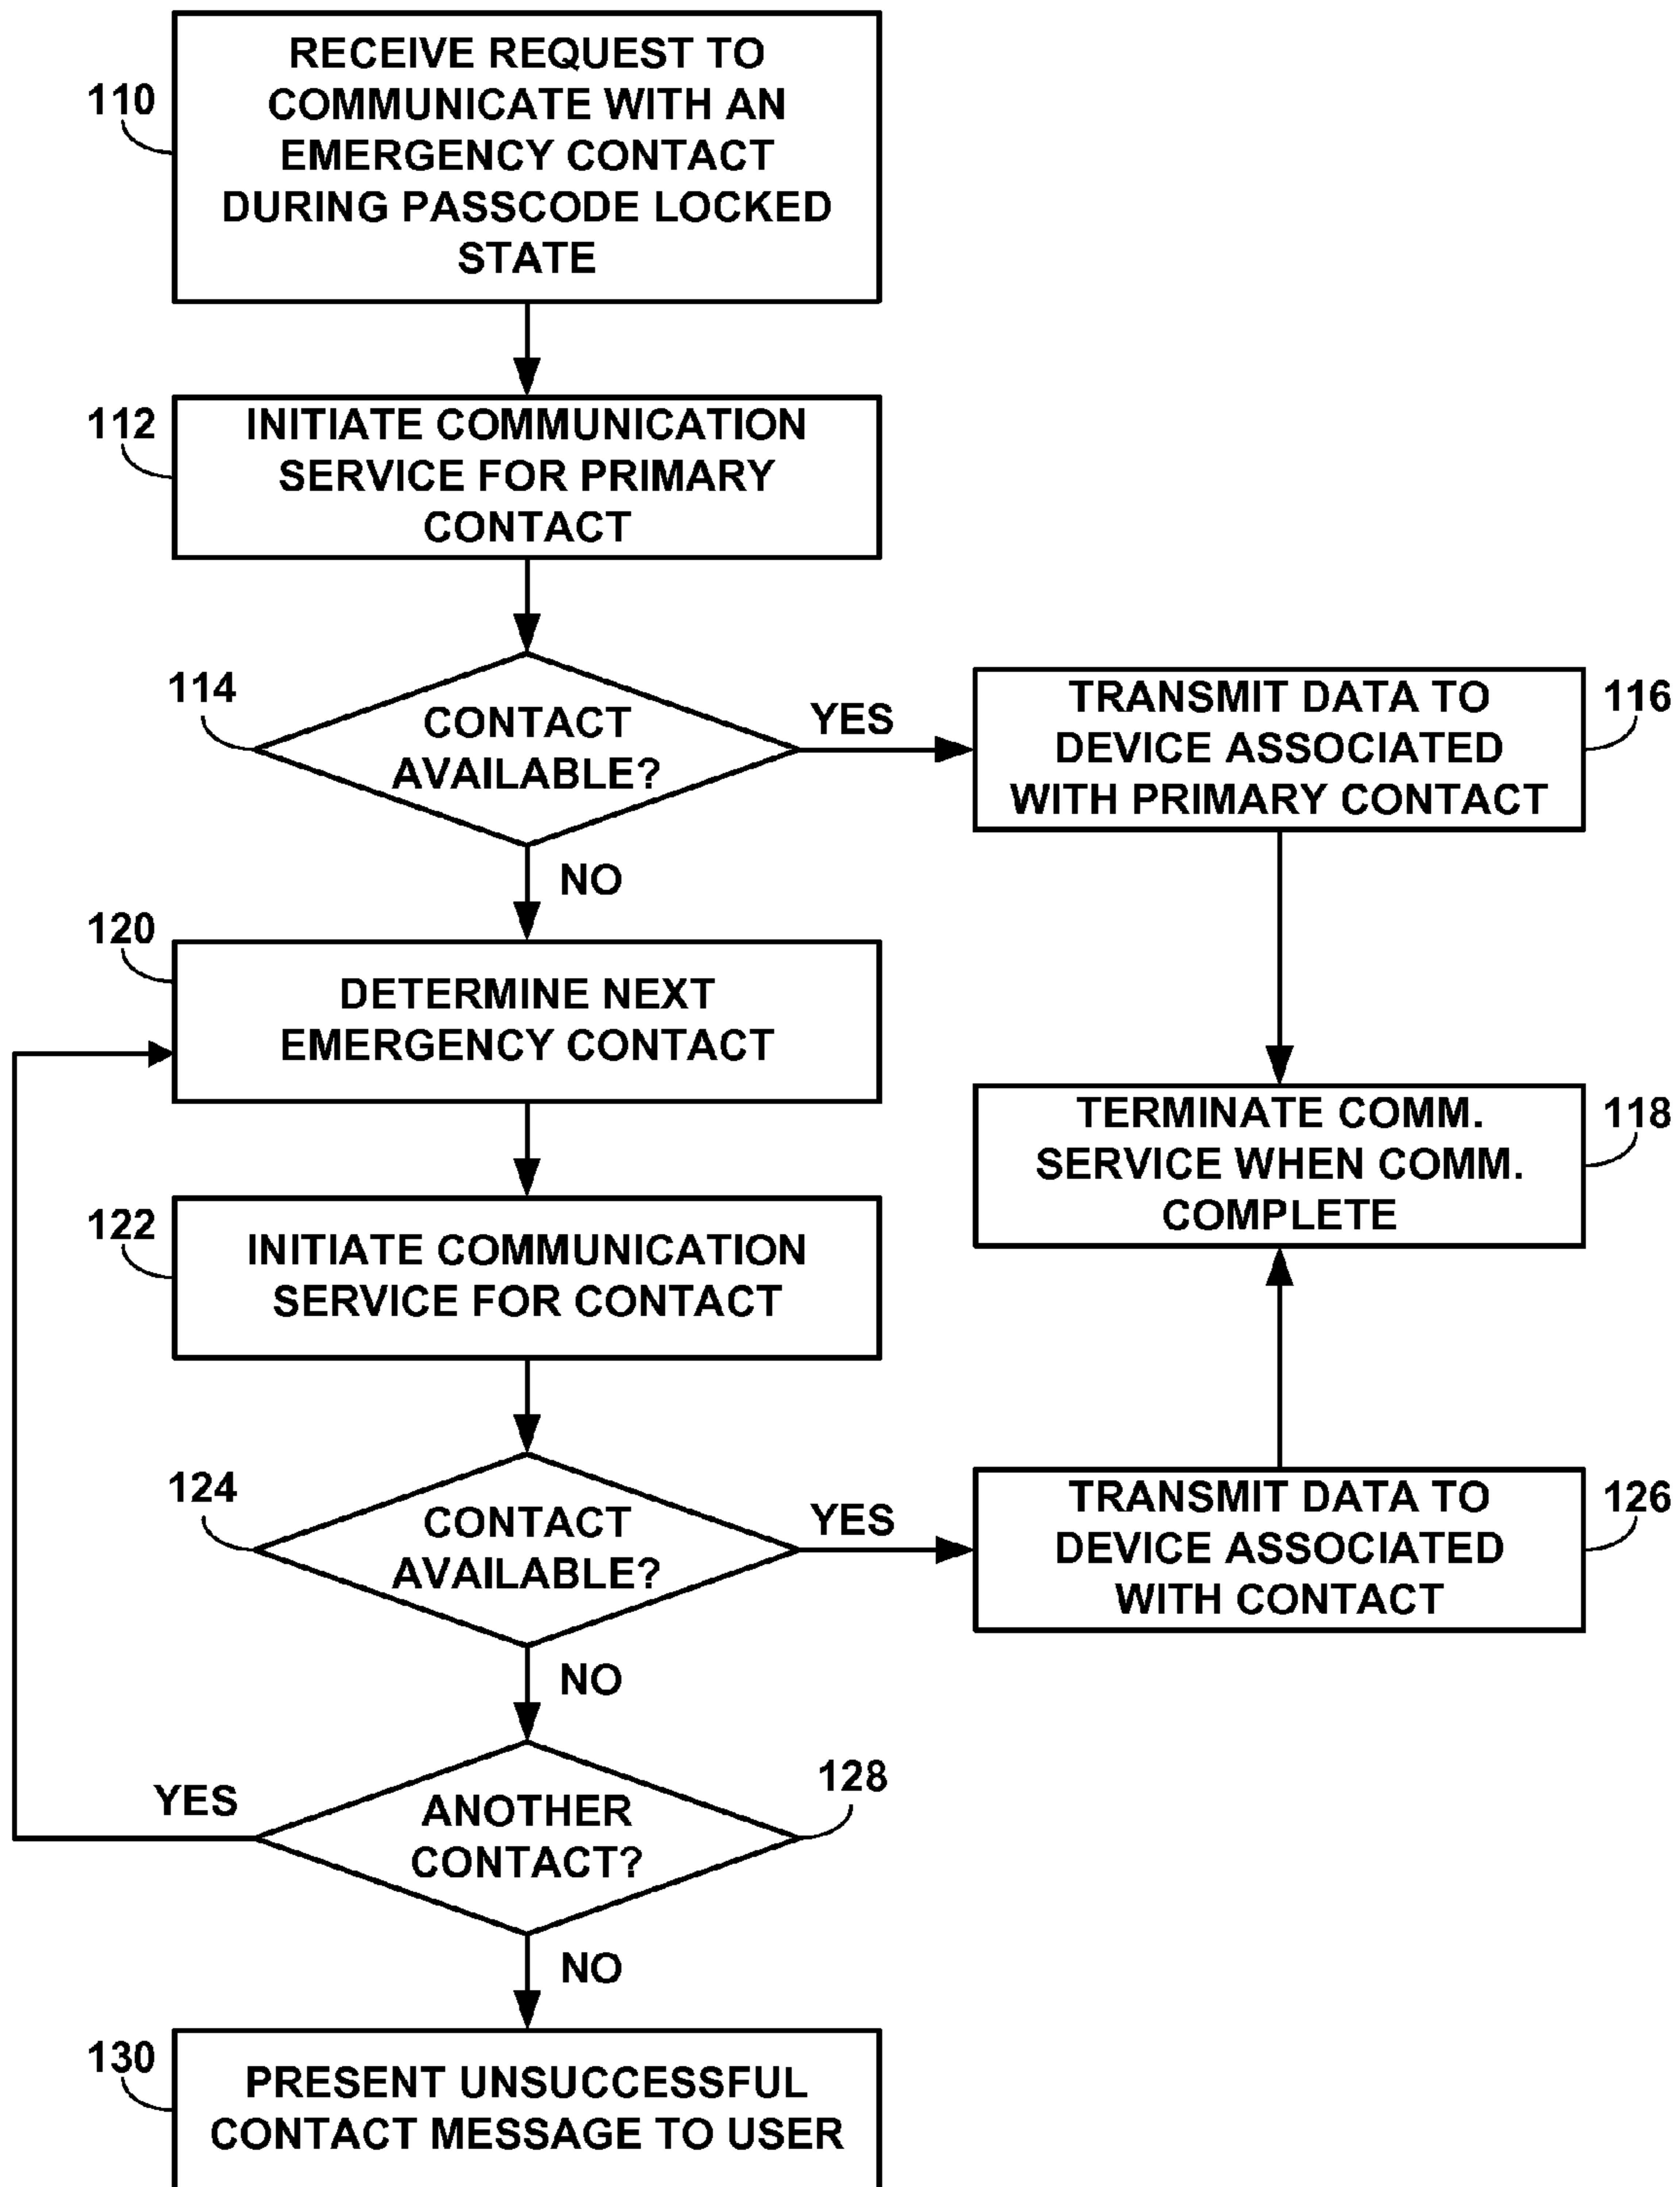 110
RECEIVE REQUEST TO
COMMUNICATE WITH AN
EMERGENCY CONTACT
DURING PASSCODE LOCKED
STATE
112
INITIATE COMMUNICATION
SERVICE FOR PRIMARY
CONTACT
114
CONTACT
AVAILABLE?
YES
TRANSMIT DATA TO
DEVICE ASSOCIATED
WITH PRIMARY CONTACT
116
NO
120
DETERMINE NEXT
EMERGENCY CONTACT
TERMINATE COMM.
SERVICE WHEN COMM.
COMPLETE
118
122
INITIATE COMMUNICATION
SERVICE FOR CONTACT
124
CONTACT
AVAILABLE?
YES
TRANSMIT DATA TO
DEVICE ASSOCIATED
WITH CONTACT
126
NO
YES
ANOTHER
CONTACT?
128
NO
130
PRESENT UNSUCCESSFUL
CONTACT MESSAGE TO USER